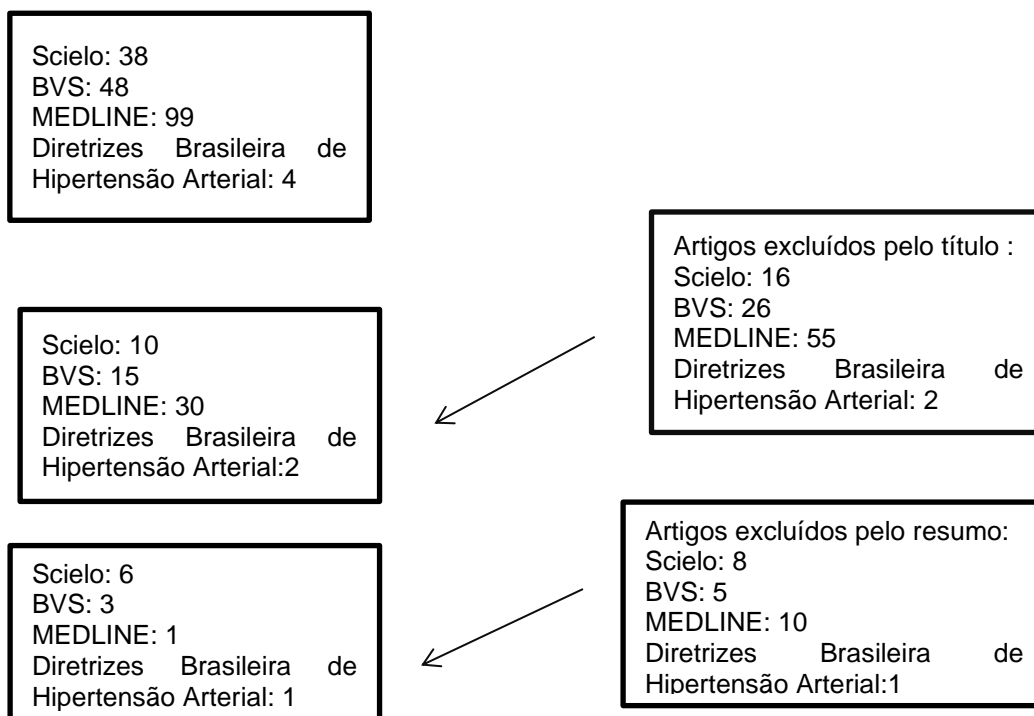 Scielo: 38
BVS: 48
MEDLINE: 99
Diretrizes Brasileira de
Hipertensão Arterial: 4
Artigos excluídos pelo título :
Scielo: 16
BVS: 26
MEDLINE: 55
Diretrizes Brasileira de
Hipertensão Arterial: 2
Scielo: 10
BVS: 15
MEDLINE: 30
Diretrizes Brasileira de
Hipertensão Arterial:2
Artigos excluídos pelo resumo:
Scielo: 8
BVS: 5
MEDLINE: 10
Diretrizes Brasileira de
Hipertensão Arterial:1
Scielo: 6
BVS: 3
MEDLINE: 1
Diretrizes Brasileira de
Hipertensão Arterial: 1